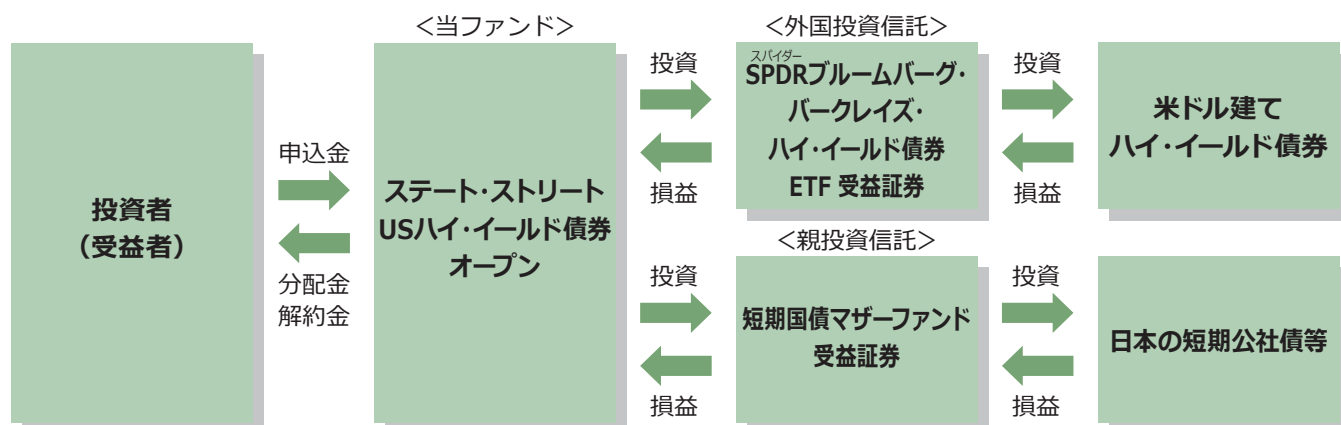 投資者
（受益者）
申込金
分配金
解約金
＜当ファンド＞
ステート・ストリート
USハイ・イールド債券
オープン
投資
損益
＜外国投資信託＞
スパイダー
SPDRブルームバーグ・
バークレイズ・
ハイ・イールド債券
ETF 受益証券
投資
損益
米ドル建て
ハイ・イールド債券
投資
損益
＜親投資信託＞
短期国債マザーファンド
受益証券
投資
損益
日本の短期公社債等